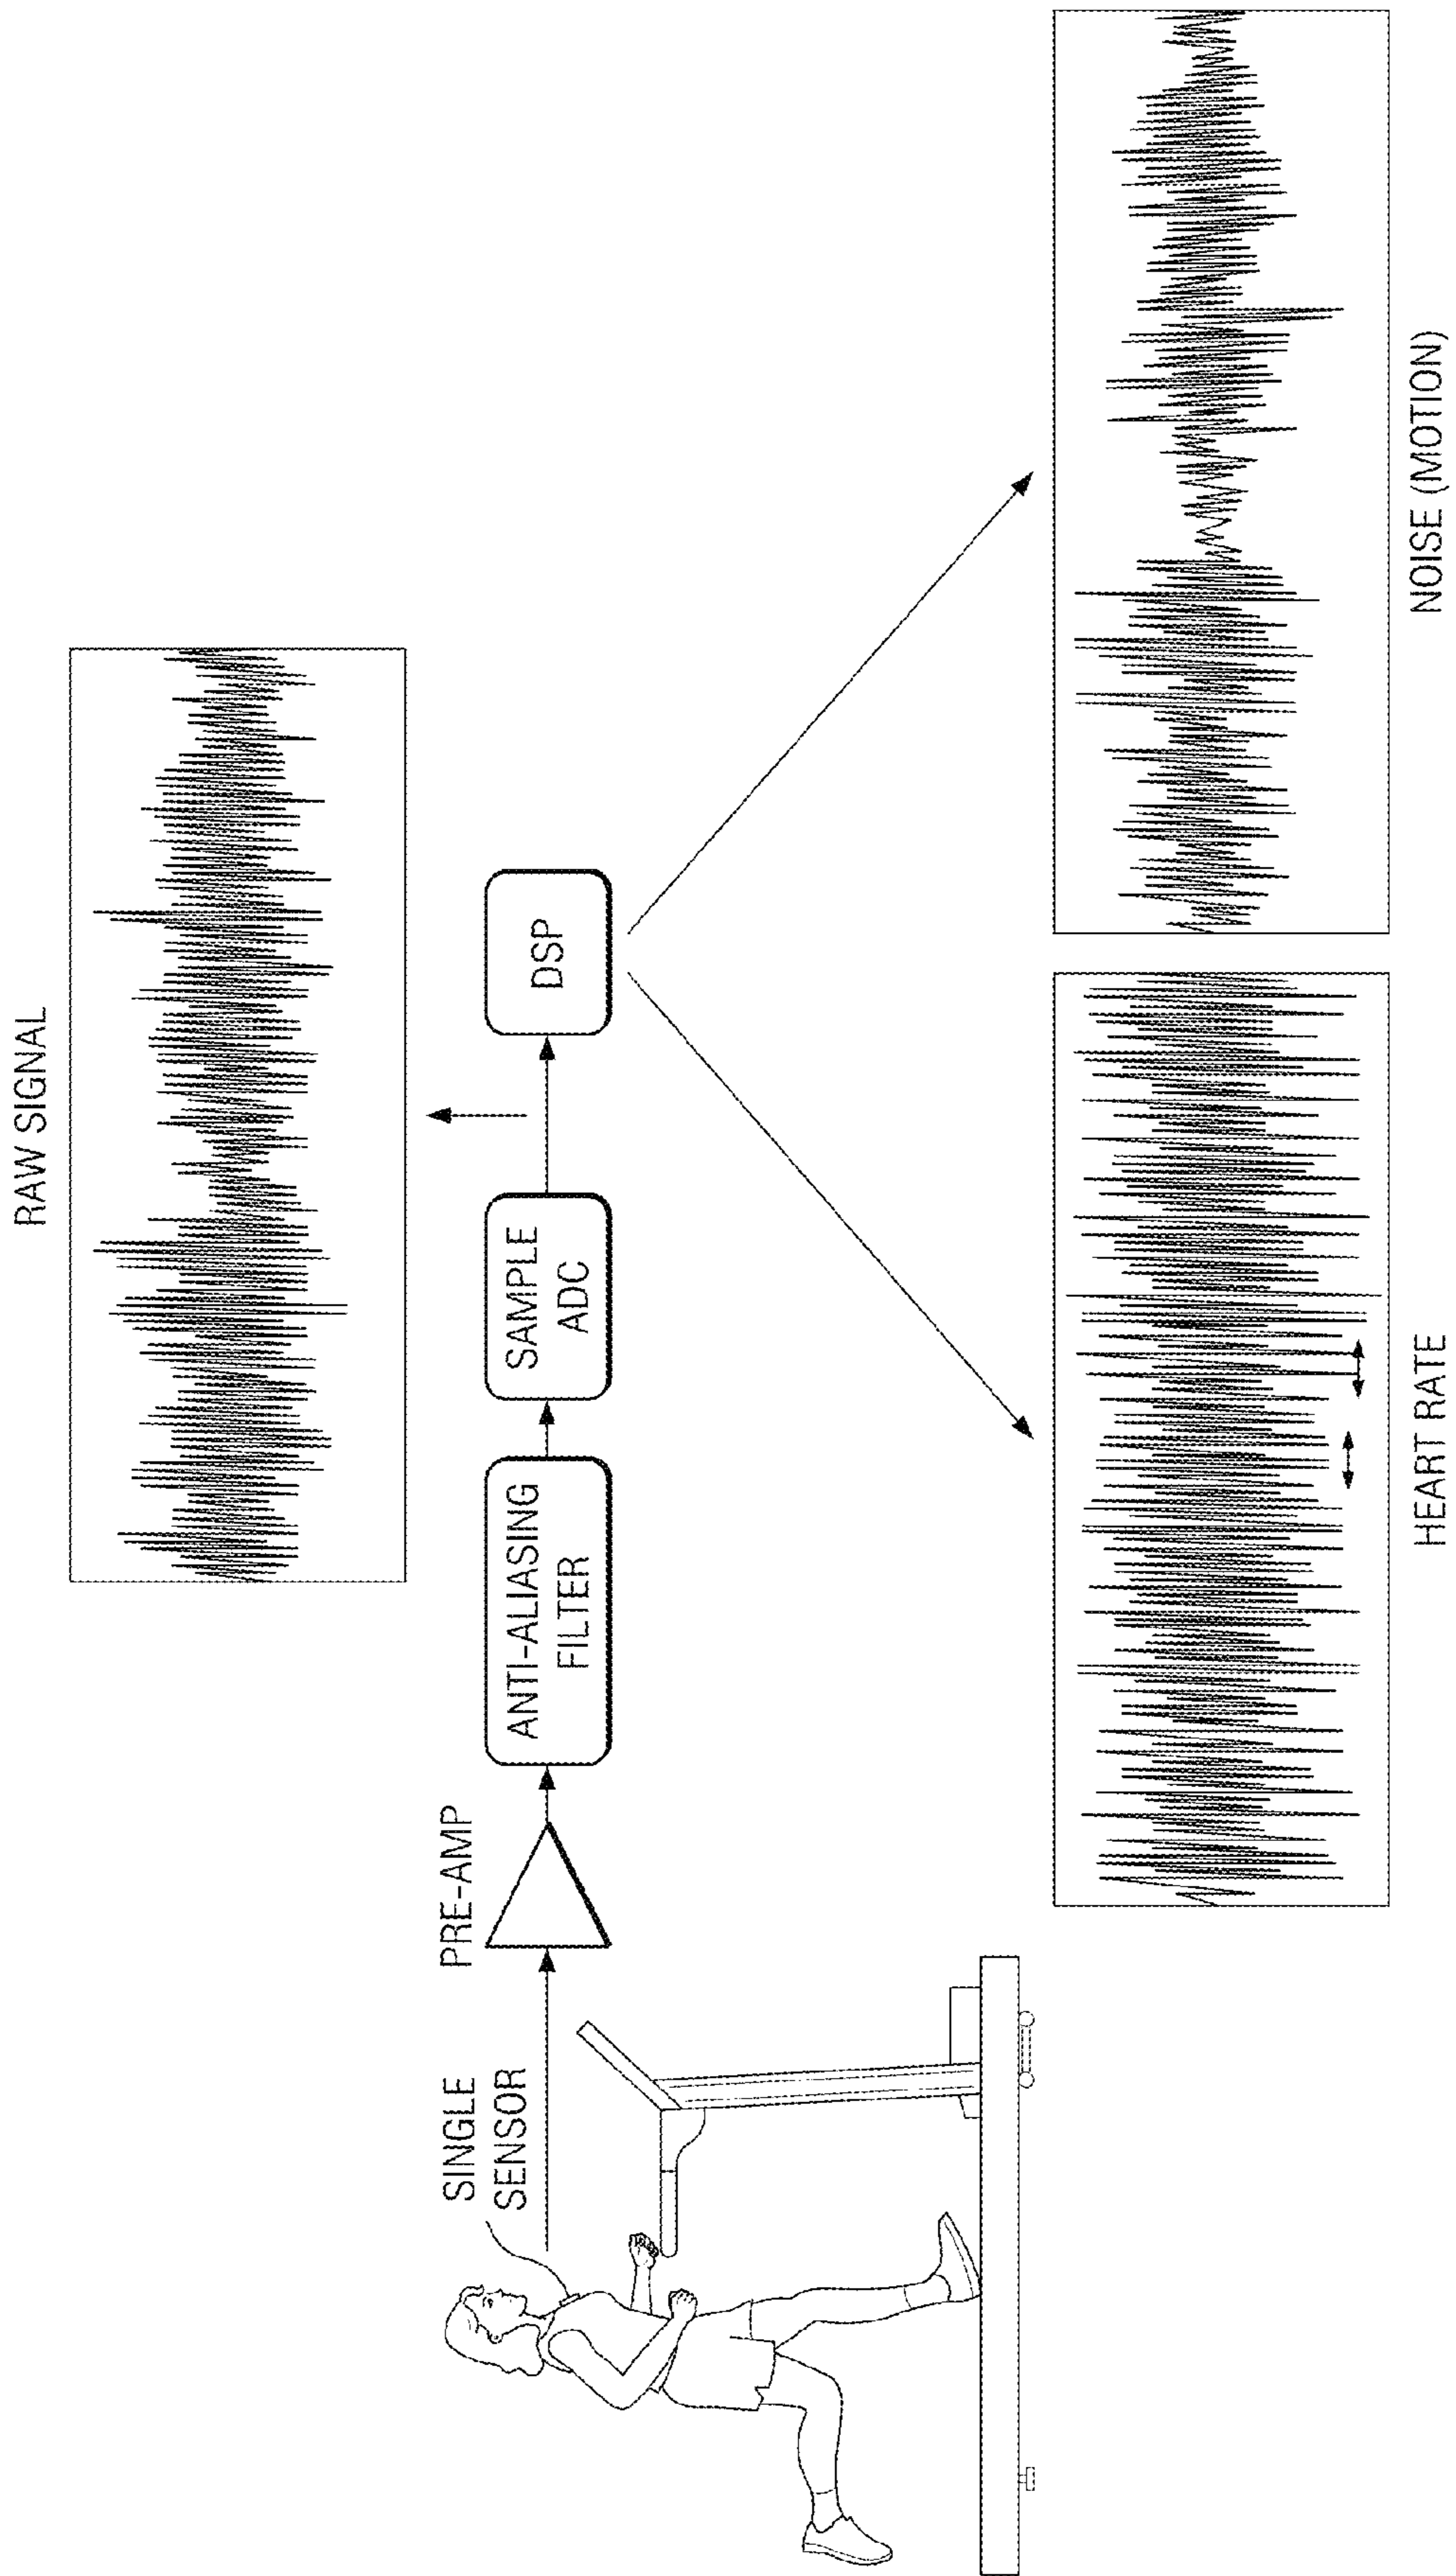 RAW SIGNAL
SINGLE
SENSOR
PRE-AMP
ANTI-ALIASING
FILTER
SAMPLE
ADC
DSP
HEART RATE
NOISE (MOTION)